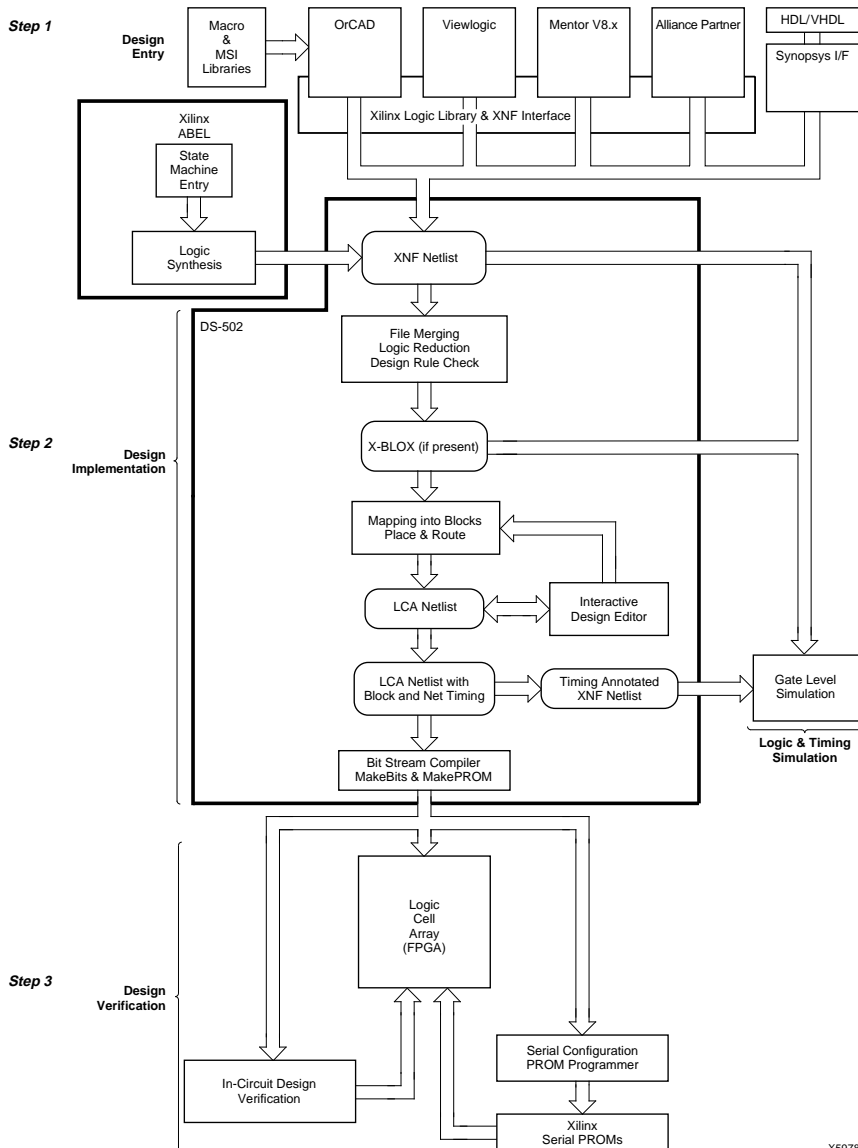 Step 1
Design
Entry
Macro
&
MSI
Libraries
OrCAD
Viewlogic
Mentor V8.x
Alliance Partner
HDL/VHDL
Synopsys I/F
Xilinx Logic Library & XNF Interface
Xilinx
ABEL
State
Machine
Entry
Logic
Synthesis
XNF Netlist
DS-502
File Merging
Logic Reduction
Design Rule Check
Step 2
Design
Implementation
X-BLOX (if present)
Mapping into Blocks
Place & Route
LCA Netlist
Interactive
Design Editor
LCA Netlist with
Block and Net Timing
Timing Annotated
XNF Netlist
Gate Level
Simulation
Logic & Timing
Simulation
Bit Stream Compiler
MakeBits & MakePROM
Logic
Cell
Array
(FPGA)
Step 3
Design
Verification
In-Circuit Design
Verification
Serial Configuration
PROM Programmer
Xilinx
Serial PROMs
X5978